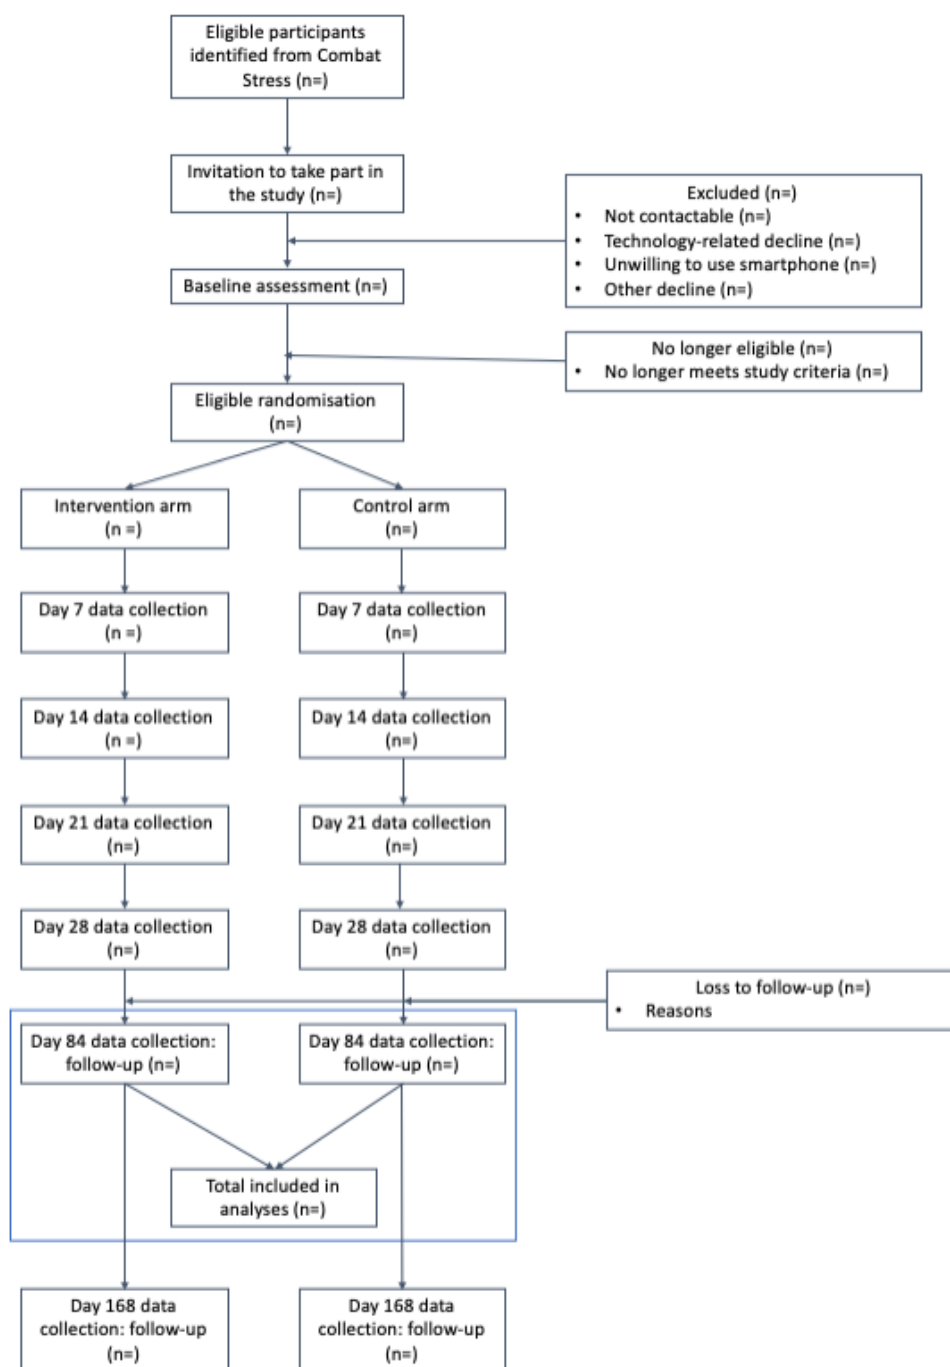 Eligible participants
identified from Combat
Stress (n=)
Invitation to take part in
the study (n=)
Excluded (n=)
• Not contactable (n=)
• Technology-related decline (n=)
• Unwilling to use smartphone (n=)
• Other decline (n=)
Baseline assessment (n=)
No longer eligible (n=)
• No longer meets study criteria (n=)
Eligible randomisation
(n=)
Intervention arm
(n =)
Control arm
(n=)
Day 7 data collection
(n =)
Day 7 data collection
(n=)
Day 14 data collection
(n =)
Day 14 data collection
(n=)
Day 21 data collection
(n=)
Day 21 data collection
(n=)
Day 28 data collection
(n=)
Day 28 data collection
(n=)
Loss to follow-up (n=)
• Reasons
Day 84 data collection:
follow-up (n=)
Day 84 data collection:
follow-up (n=)
Total included in
analyses (n=)
Day 168 data
collection: follow-up
(n=)
Day 168 data
collection: follow-up
(n=)